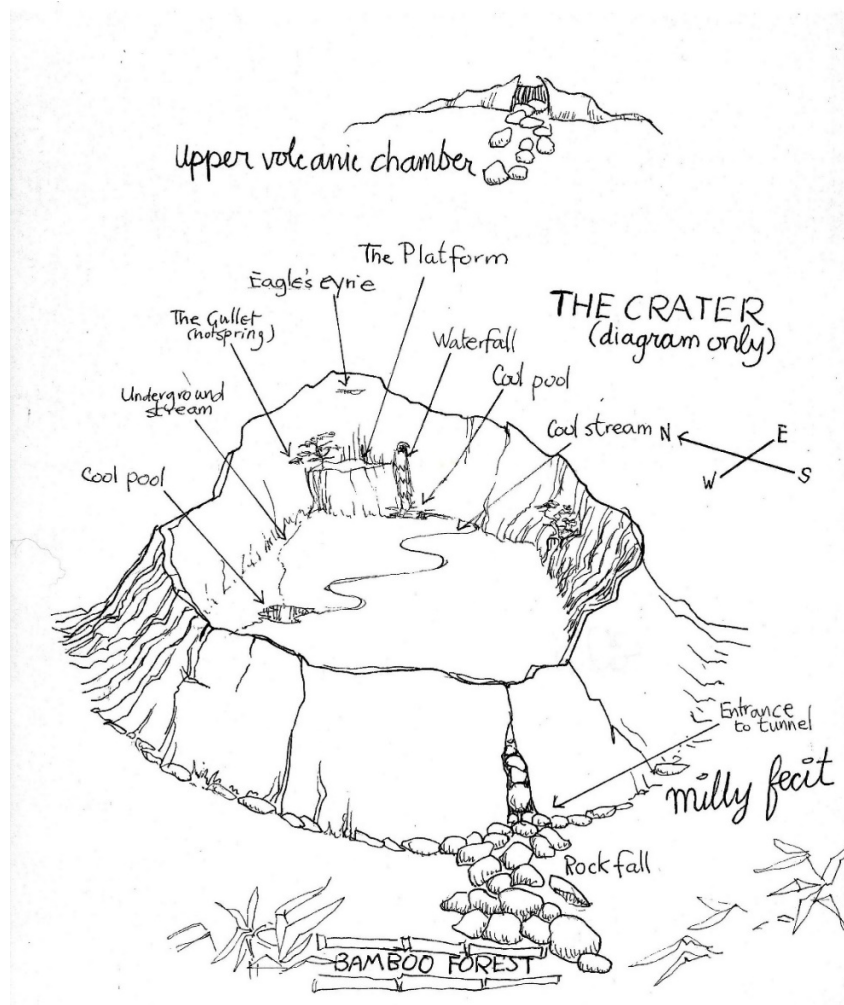 Upper volcanic chamber
The Platform
Eagle's eyrie
THE CRATER
(diagram only)
The Gullet
(hotspring)
Waterfall
Cool pool
Underground
stream
Cool stream
N
E
W
S
Cool pool
Entrance
to tunnel
milly fecit
Rock fall
BAMBOO FOREST